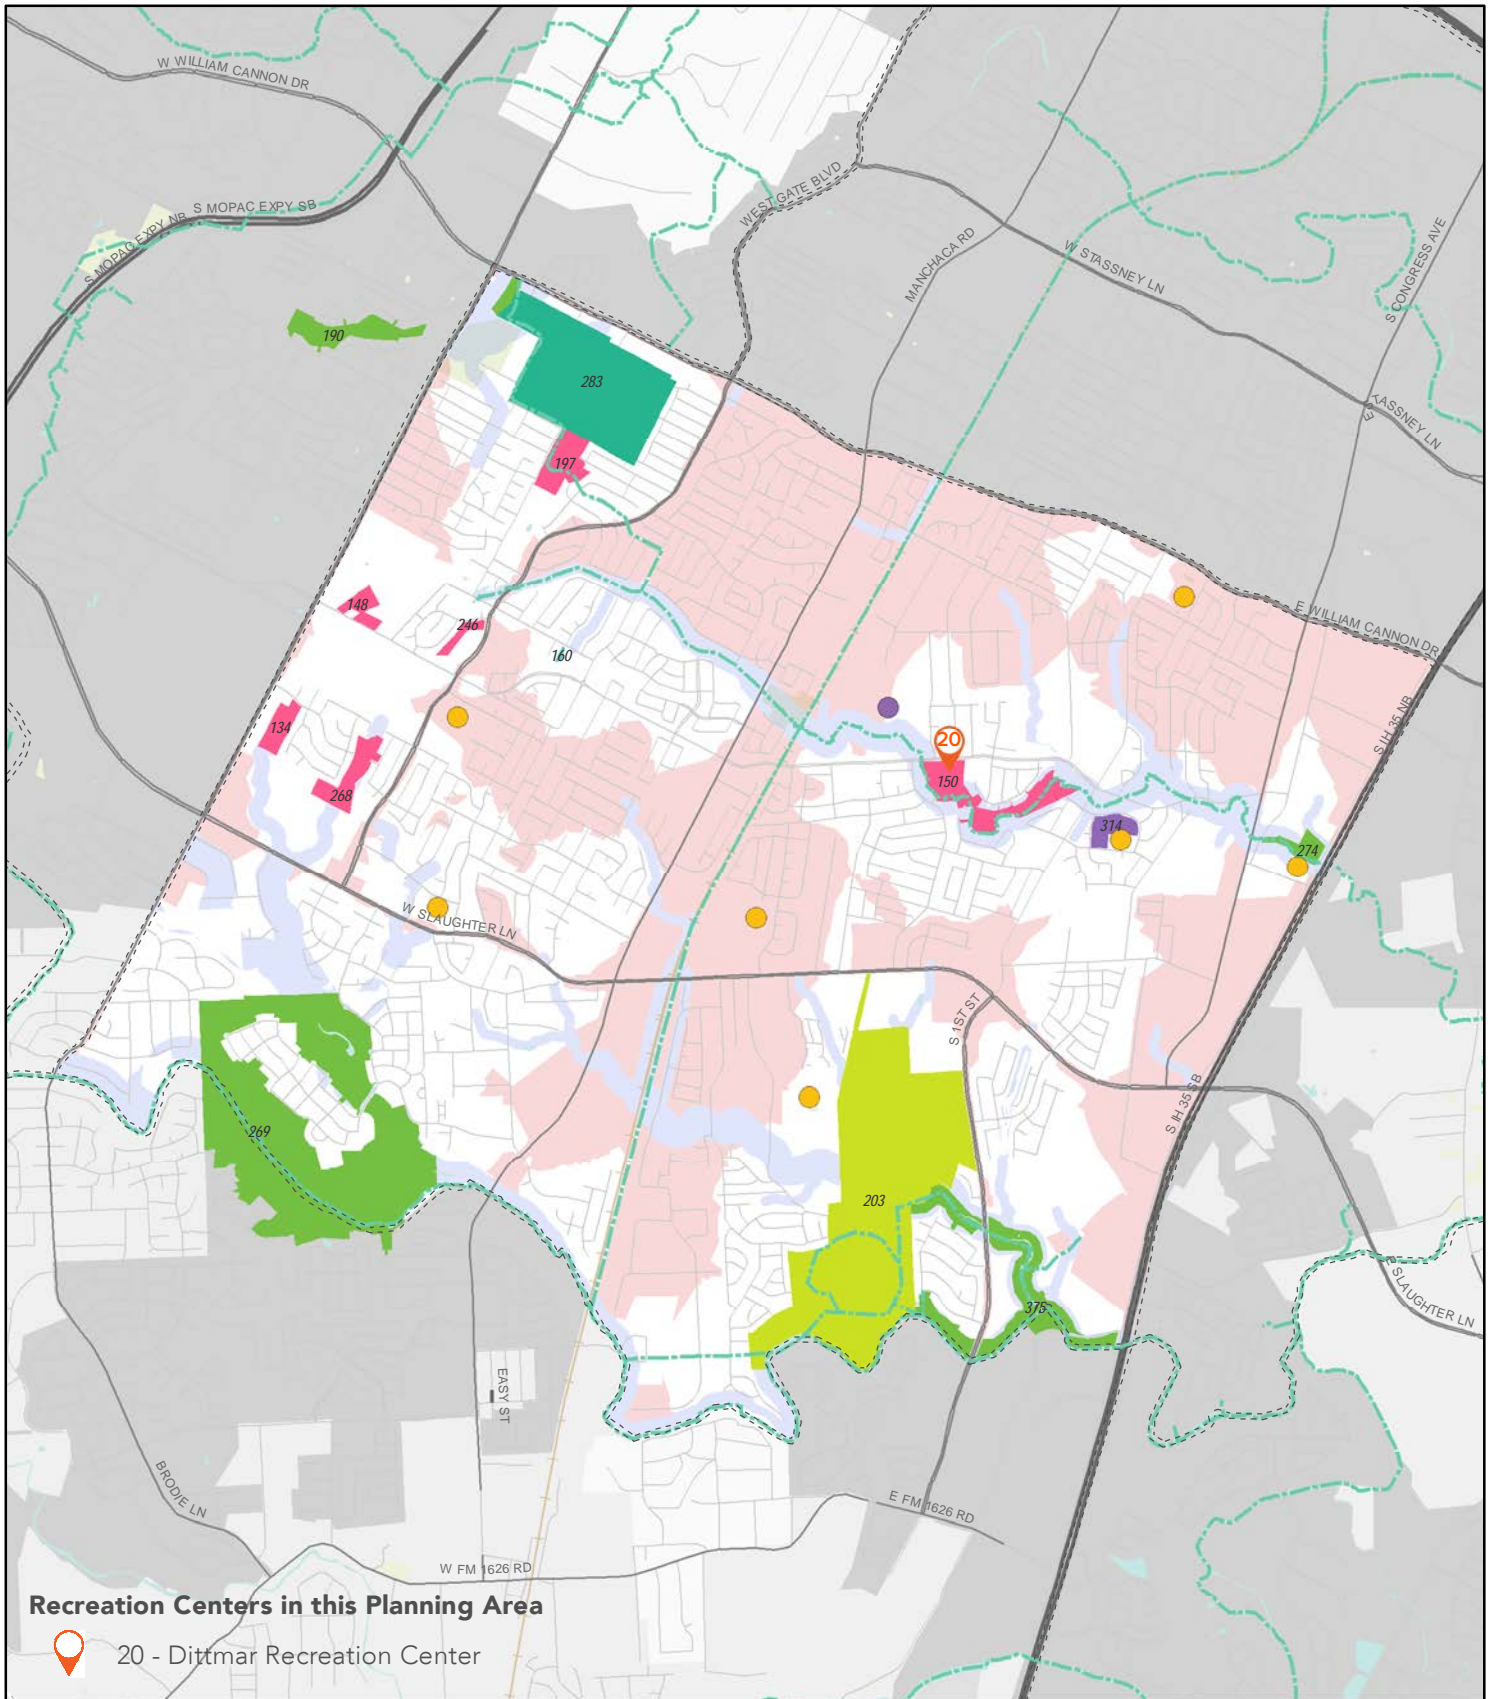 W WILLIAM CANNON DR
S MOPAC EXPY SB
S MOPAC EXPY NB
WEST GATE BLVD
MANCHACA RD
W STASSNEY LN
S CONGRESS AVE
E STASSNEY LN
190
283
197
148
246
160
E WILLIAM CANNON DR
134
268
20
150
314
274
S IH 35 NB
W SLAUGHTER LN
S 1ST ST
S IH 35 SB
269
203
375
E SLAUGHTER LN
EASY ST
BRODIE LN
E FM 1626 RD
W FM 1626 RD
Recreation Centers in this Planning Area
20 - Dittmar Recreation Center